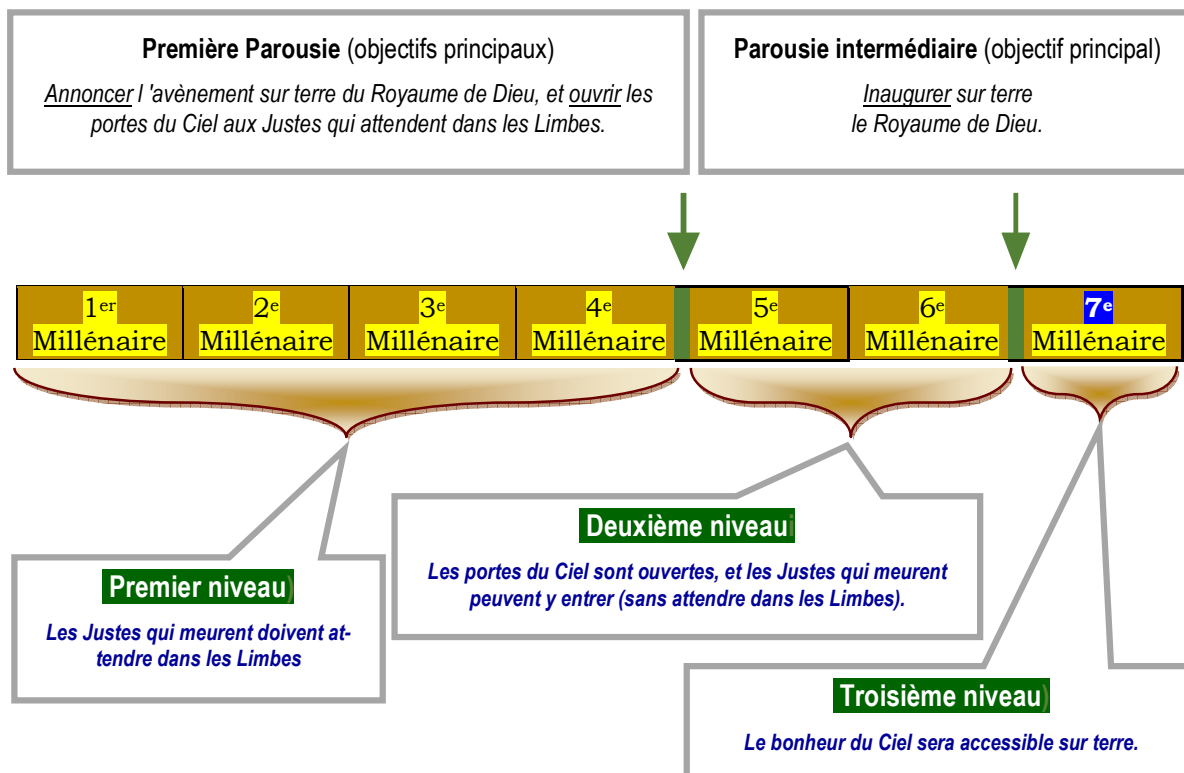 Première Parousie (objectifs principaux)
Annoncer l 'avènement sur terre du Royaume de Dieu, et ouvrir les
portes du Ciel aux Justes qui attendent dans les Limbes.
Parousie intermédiaire (objectif principal)
Inaugurer sur terre
le Royaume de Dieu.
1er
Millénaire
2e
Millénaire
3e
Millénaire
4e
Millénaire
5e
Millénaire
6e
Millénaire
7e
Millénaire
Deuxième niveau
Les portes du Ciel sont ouvertes, et les Justes qui meurent
peuvent y entrer (sans attendre dans les Limbes).
Premier niveau)
Les Justes qui meurent doivent at-
tendre dans les Limbes
Troisième niveau)
Le bonheur du Ciel sera accessible sur terre.